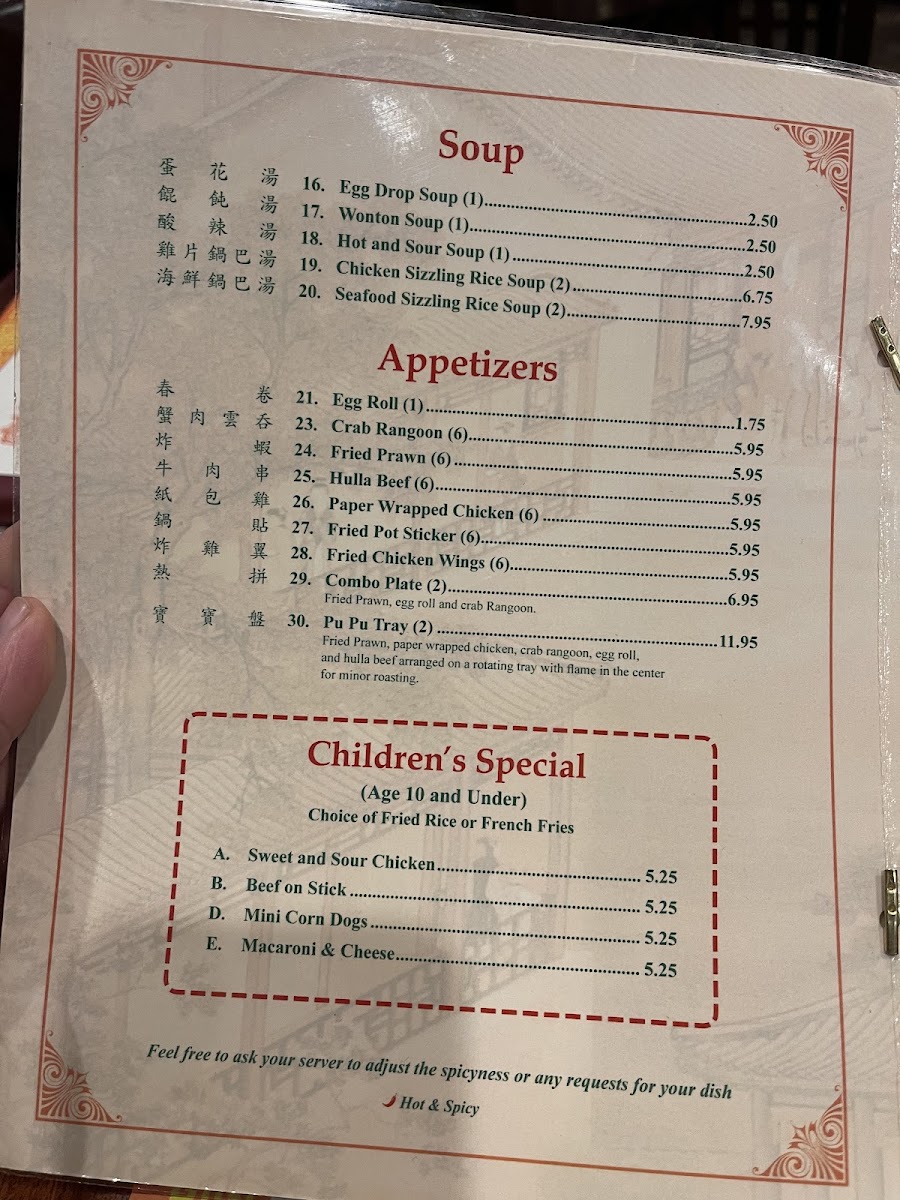 Soup
蛋花湯 16. Egg Drop Soup (1)..........2.50
餛飩湯 17. Wonton Soup (1)..........2.50
酸辣湯 18. Hot and Sour Soup (1)..........2.50
雞片鍋巴湯 19. Chicken Sizzling Rice Soup (2)..........6.75
海鮮鍋巴湯 20. Seafood Sizzling Rice Soup (2)..........7.95
Appetizers
春卷 21. Egg Roll (1)..........1.75
蟹肉雲吞 23. Crab Rangoon (6)..........5.95
炸蝦 24. Fried Prawn (6)..........5.95
牛肉串 25. Hulla Beef (6)..........5.95
紙包雞 26. Paper Wrapped Chicken (6)..........5.95
鍋貼 27. Fried Pot Sticker (6)..........5.95
炸雞翼 28. Fried Chicken Wings (6)..........5.95
熱拼 29. Combo Plate (2)..........6.95
Fried Prawn, egg roll and crab Rangoon.
寶寶盤 30. Pu Pu Tray (2)..........11.95
Fried Prawn, paper wrapped chicken, crab rangoon, egg roll,
and hulla beef arranged on a rotating tray with flame in the center
for minor roasting.
Children's Special
(Age 10 and Under)
Choice of Fried Rice or French Fries
A. Sweet and Sour Chicken..........5.25
B. Beef on Stick..........5.25
D. Mini Corn Dogs..........5.25
E. Macaroni & Cheese..........5.25
Feel free to ask your server to adjust the spicyness or any requests for your dish
Hot & Spicy